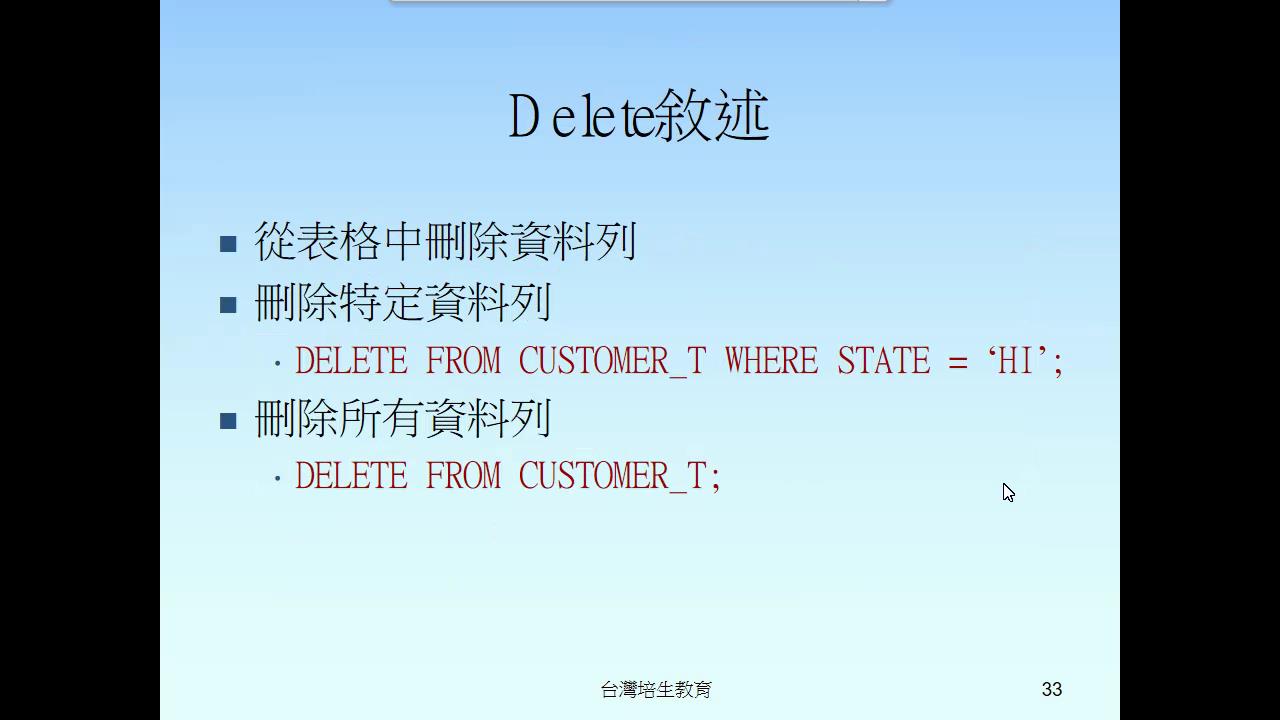 Delete敘述
從表格中刪除資料列
刪除特定資料列
DELETE FROM CUSTOMER_T WHERE STATE = ‘HI’;
刪除所有資料列
DELETE FROM CUSTOMER_T;
台灣培生教育
33